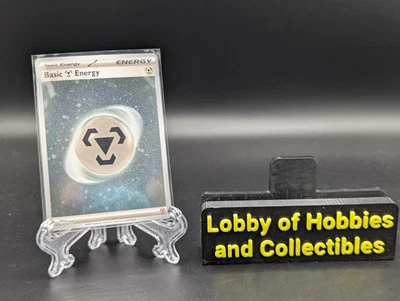 Basic Energy
ENERGY
Basic Energy
Lobby of Hobbies
and Collectibles